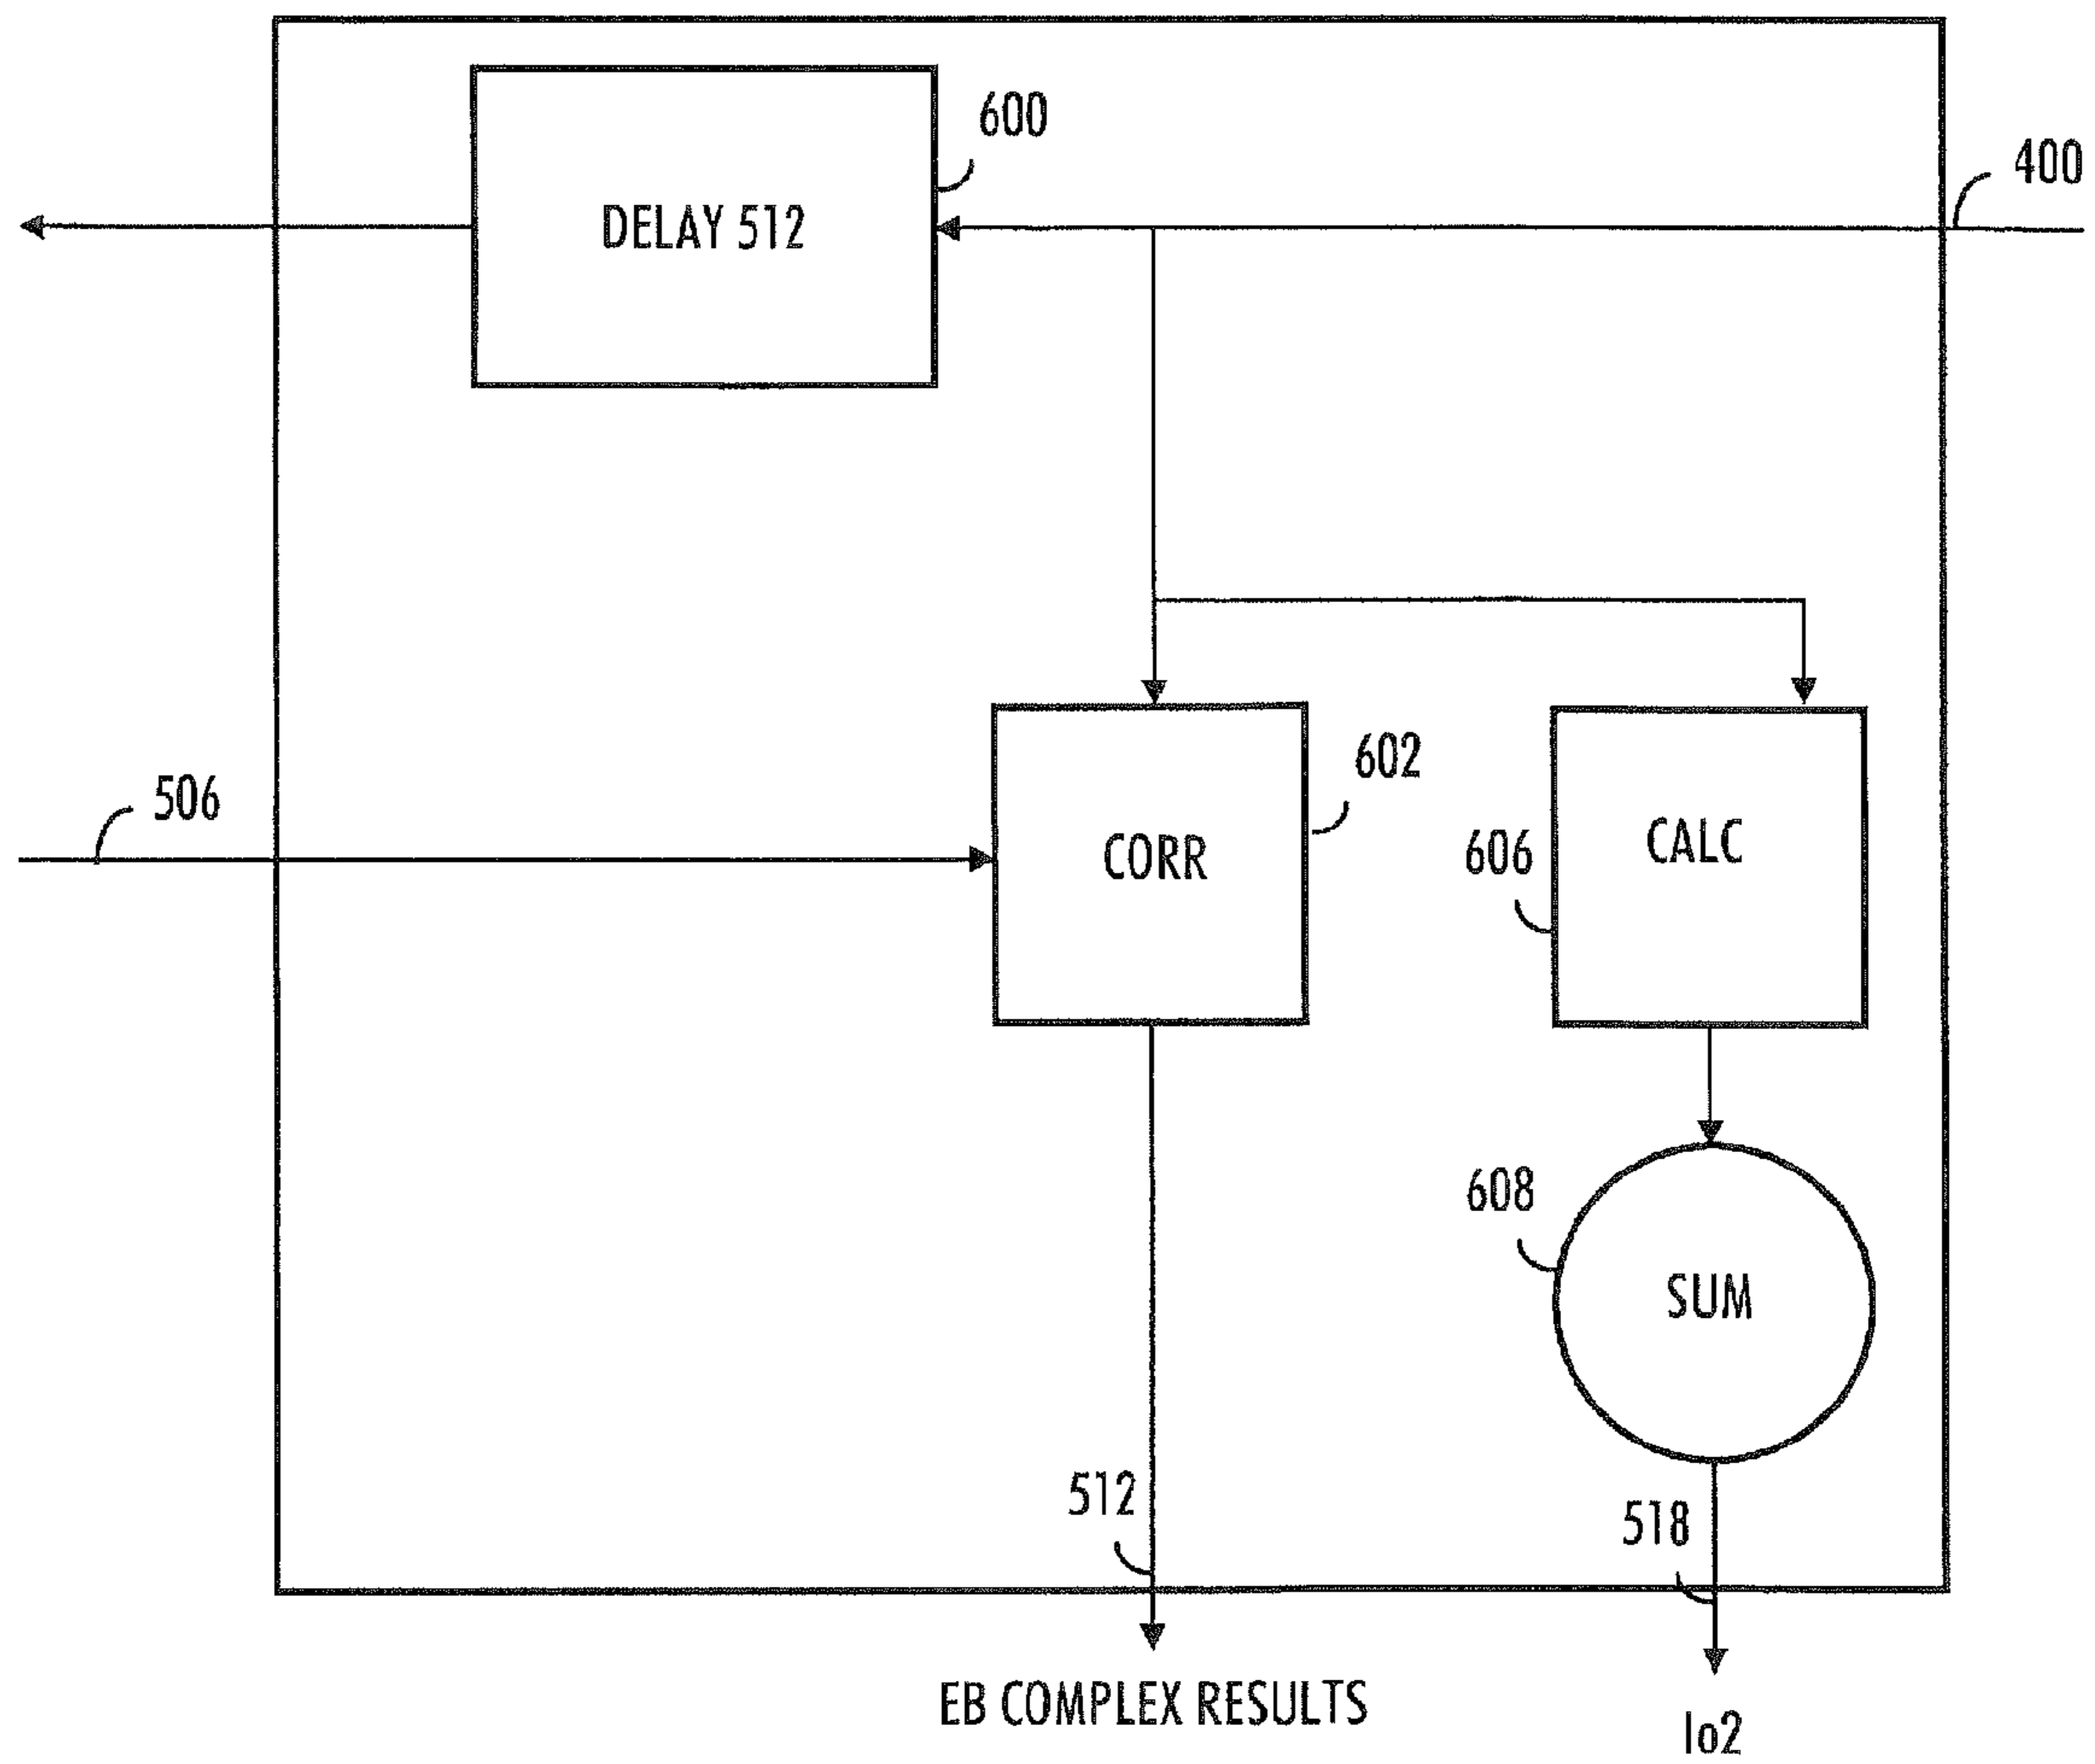 600
400
DELAY 512
602
506
CORR
606
CALC
608
SUM
512
518
EB COMPLEX RESULTS
Io2